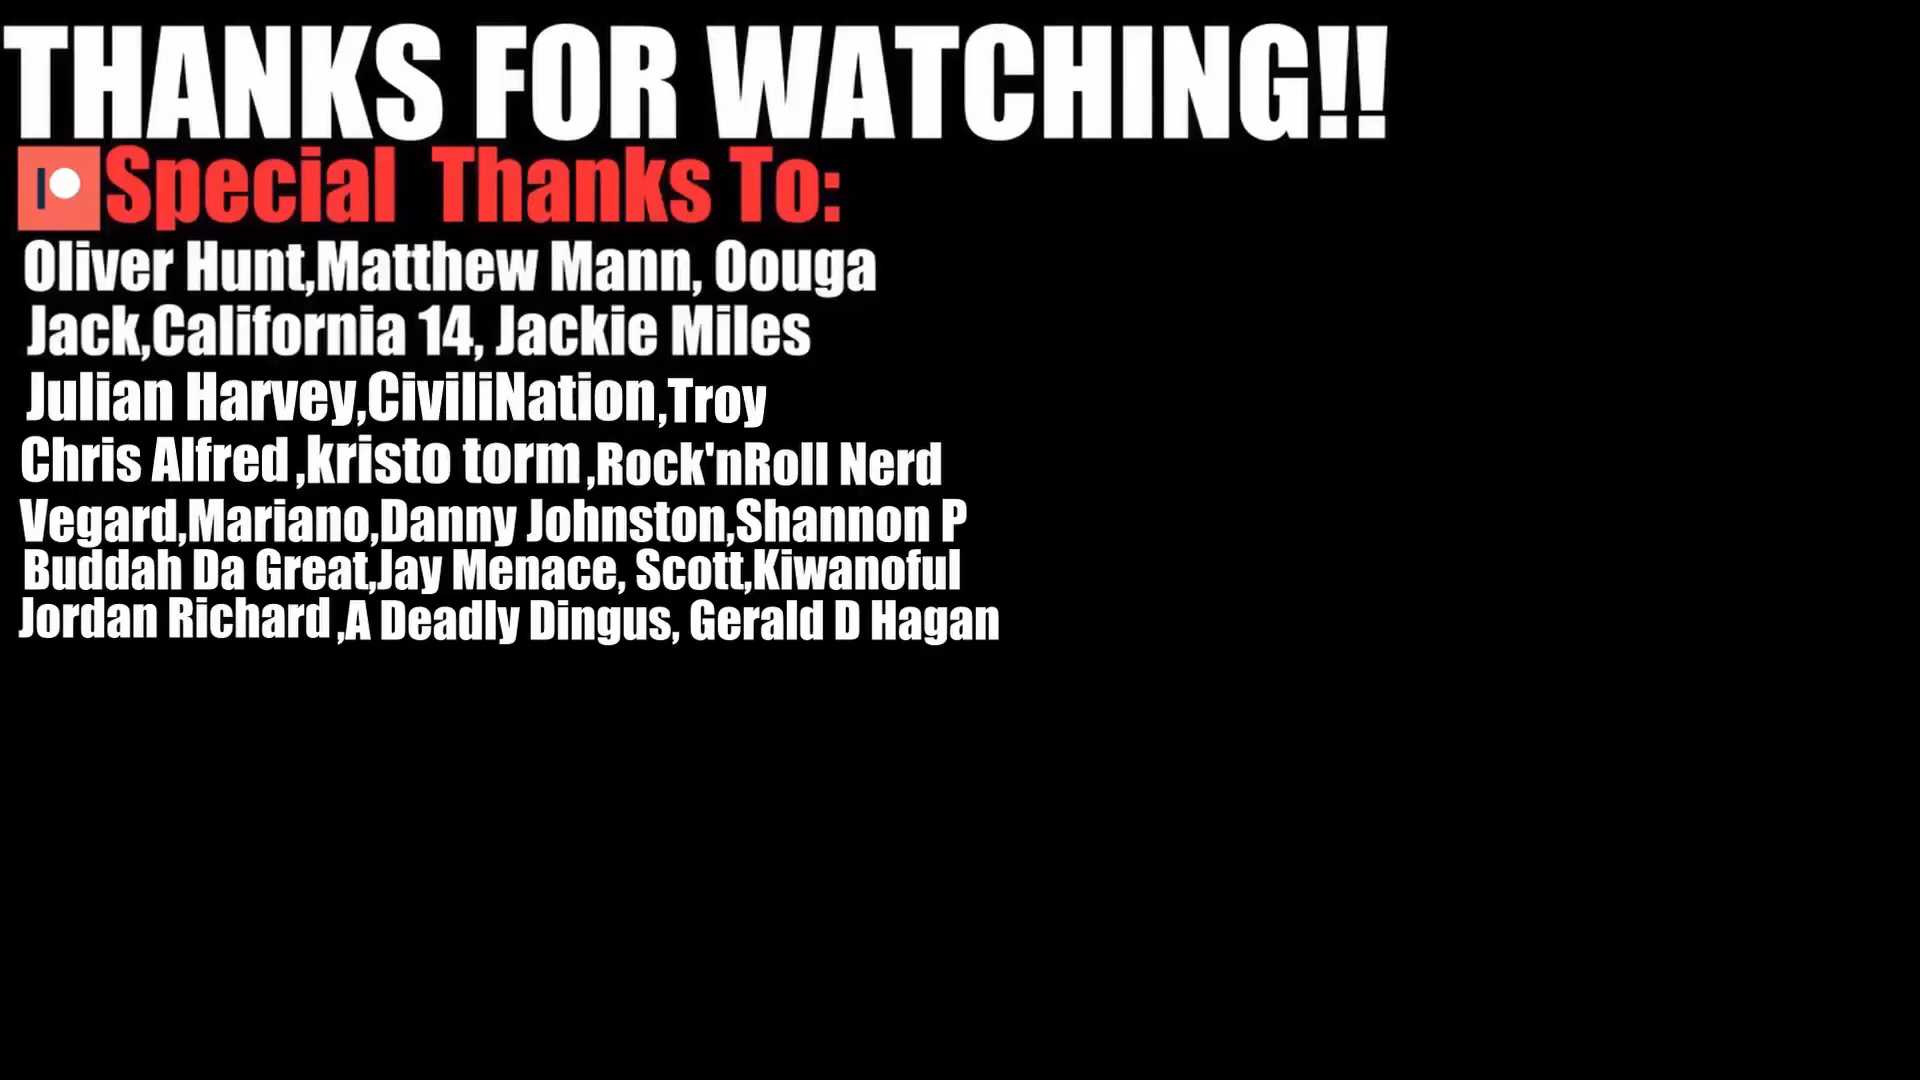 THANKS FOR WATCHING!!
Special Thanks To:
Oliver Hunt,Matthew Mann, Oouga
Jack,California 14, Jackie Miles
Julian Harvey,CiviliNation,Troy
Chris Alfred ,kristo torm ,Rock'nRoll Nerd
Vegard,Mariano,Danny Johnston,Shannon P
Buddah Da Great,Jay Menace, Scott,Kiwanoful
Jordan Richard ,A Deadly Dingus, Gerald D Hagan